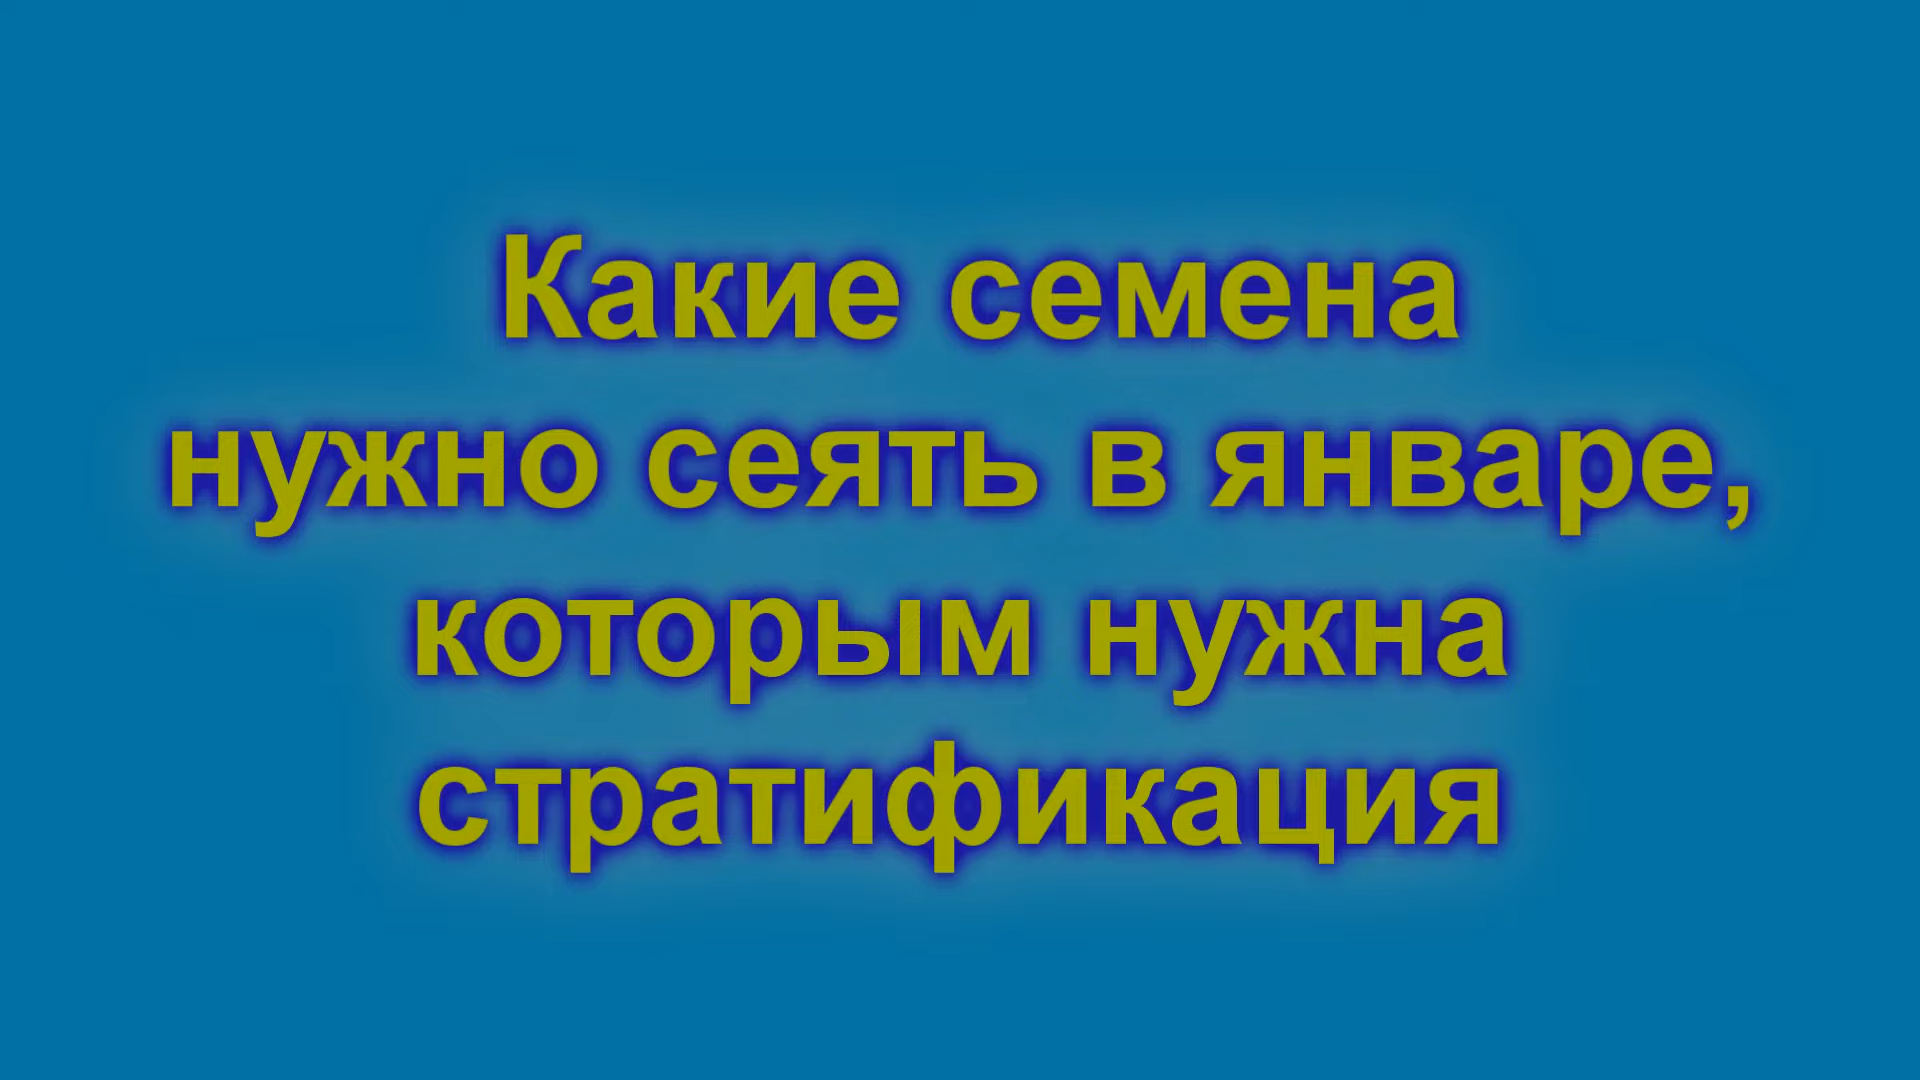 Какие семена
нужно сеять в январе,
которым нужна
стратификация